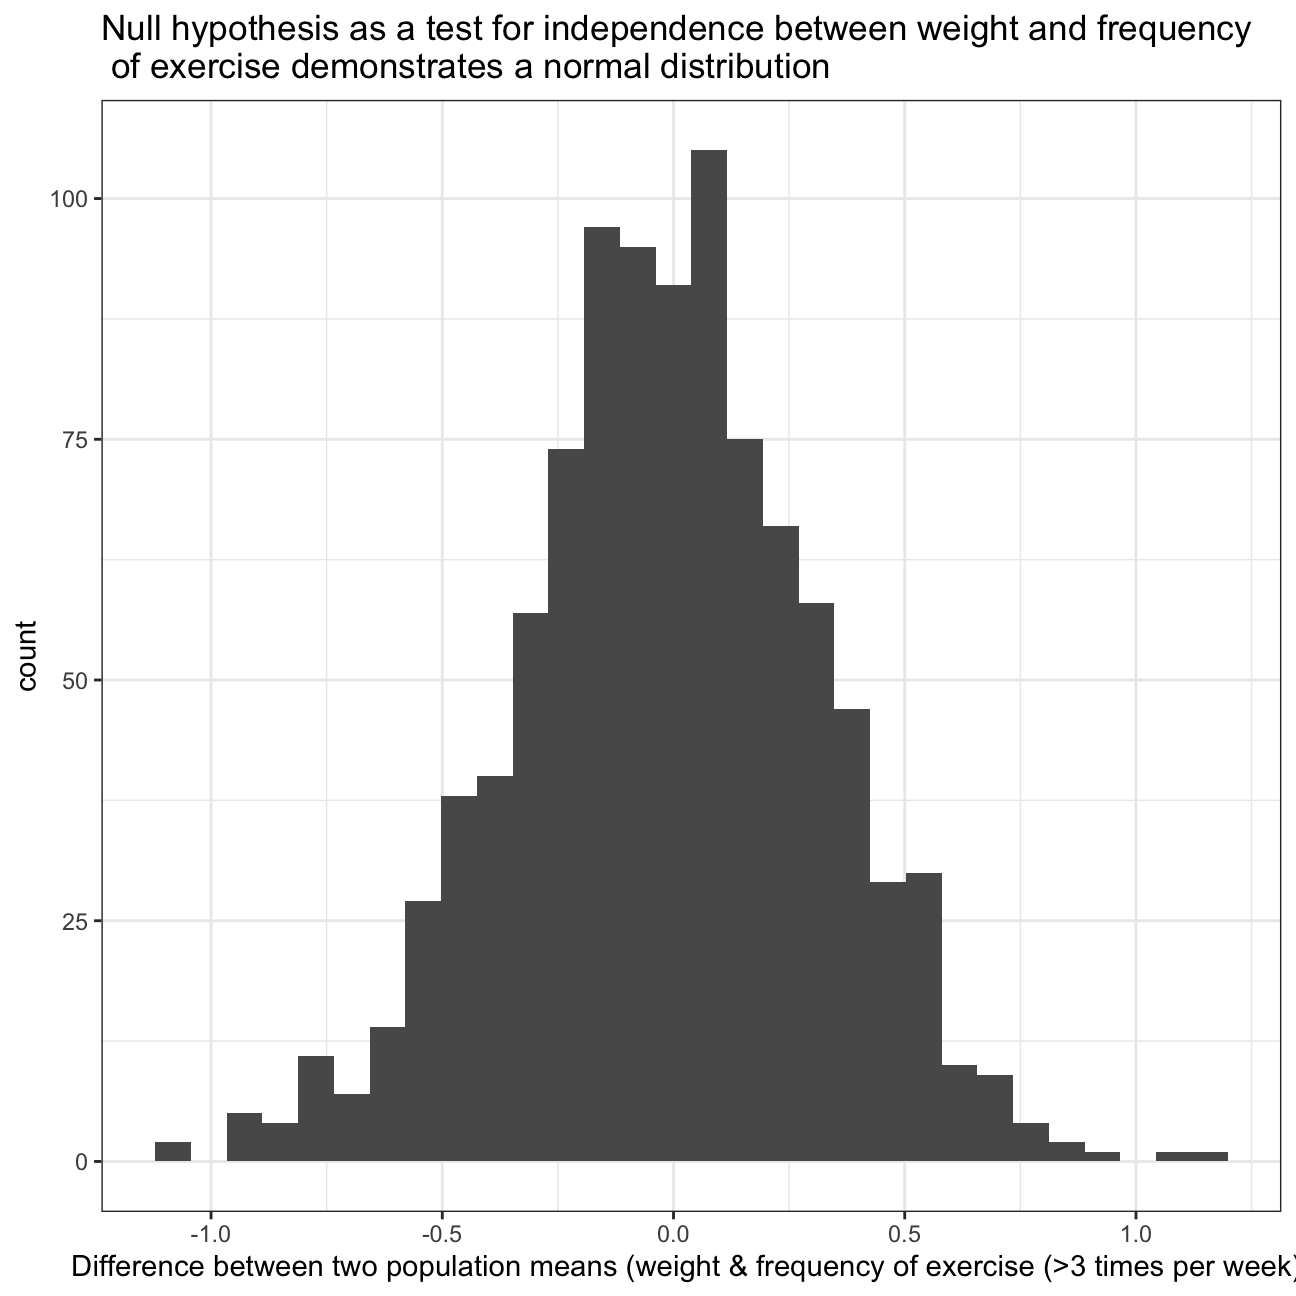 Null hypothesis as a test for independence between weight and frequency
of exercise demonstrates a normal distribution
100
75
50
25
0
count
-1.0
-0.5
0.0
0.5
1.0
Difference between two population means (weight & frequency of exercise (>3 times per week)